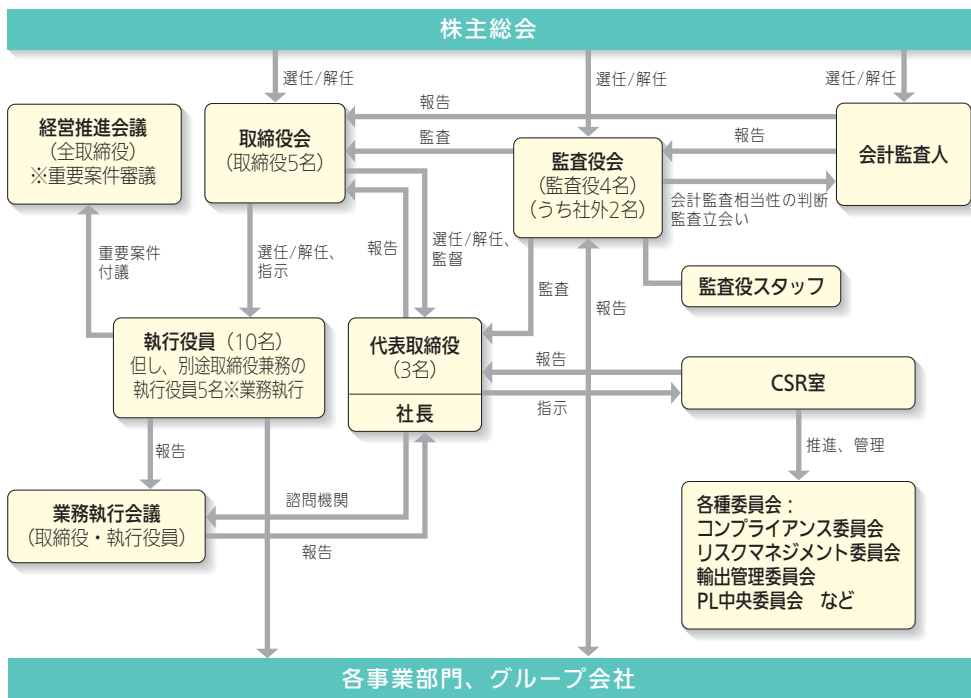 株主総会
選任/解任
選任/解任
選任/解任
報告
経営推進会議
（全取締役）
※重要案件審議
取締役会
（取締役5名）
監査
監査役会
（監査役4名）
（うち社外2名）
報告
会計監査人
会計監査相当性の判断
監査立会い
重要案件
付議
選任/解任、
指示
報告
選任/解任、
監督
監査
報告
監査役スタッフ
執行役員（10名）
但し、別途取締役兼務の
執行役員5名※業務執行
代表取締役
（3名）
社長
報告
指示
CSR室
報告
推進、管理
業務執行会議
（取締役・執行役員）
諮問機関
報告
各種委員会：
コンプライアンス委員会
リスクマネジメント委員会
輸出管理委員会
PL中央委員会　など
各事業部門、グループ会社